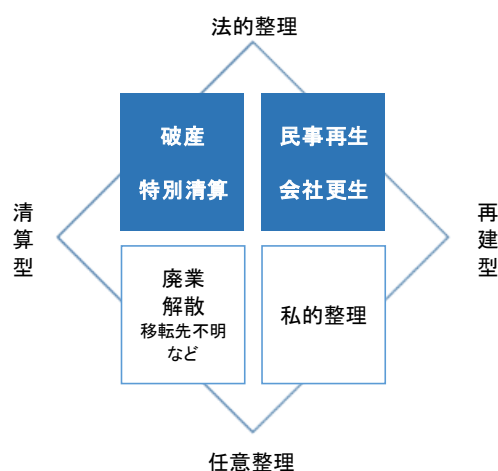 法的整理
破産
特別清算
民事再生
会社更生
清算型
再建型
廃業
解散
移転先不明
など
私的整理
任意整理